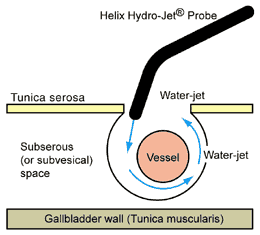 Helix Hydro-Jet® Probe
Tunica serosa
Water-jet
Subserous
(or subvesical)
space
Vessel
Water-jet
Gallbladder wall (Tunica muscularis)